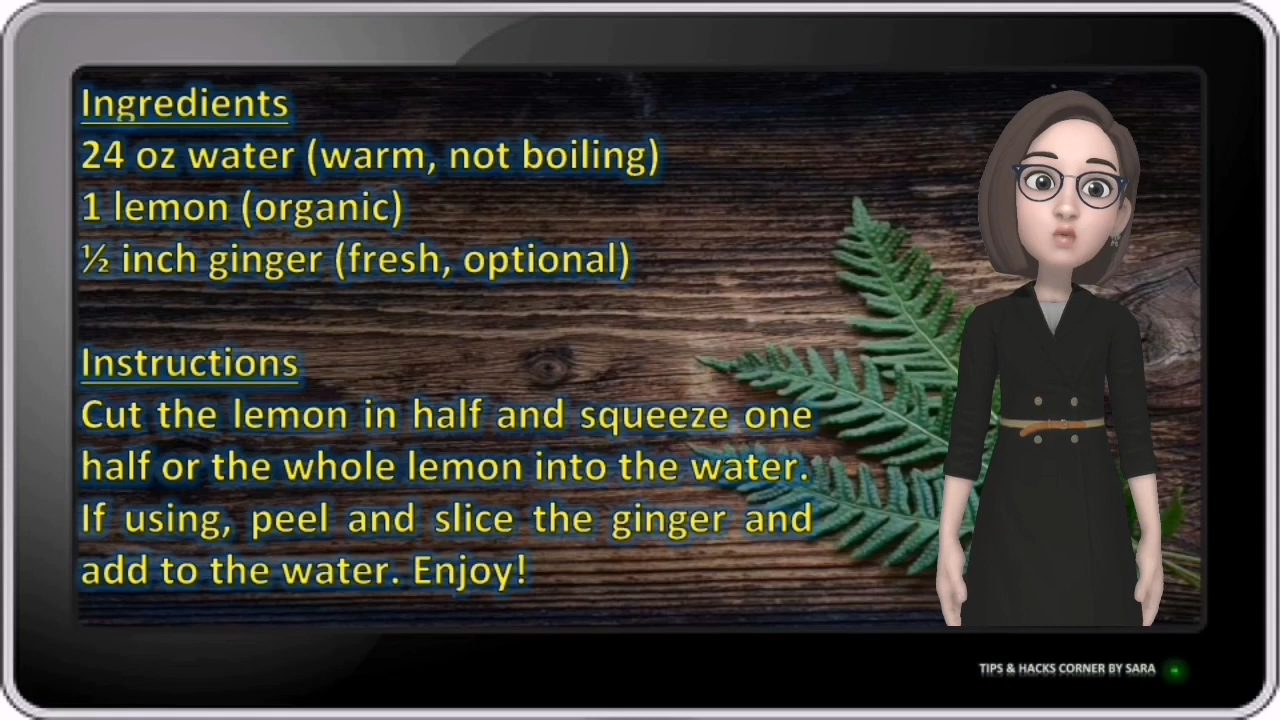 Ingredients
24 oz water (warm, not boiling)
1 lemon (organic)
½ inch ginger (fresh, optional)
Instructions
Cut the lemon in half and squeeze one
half or the whole lemon into the water.
If using, peel and slice the ginger and
add to the water. Enjoy!
TIPS & HACKS CORNER BY SARA